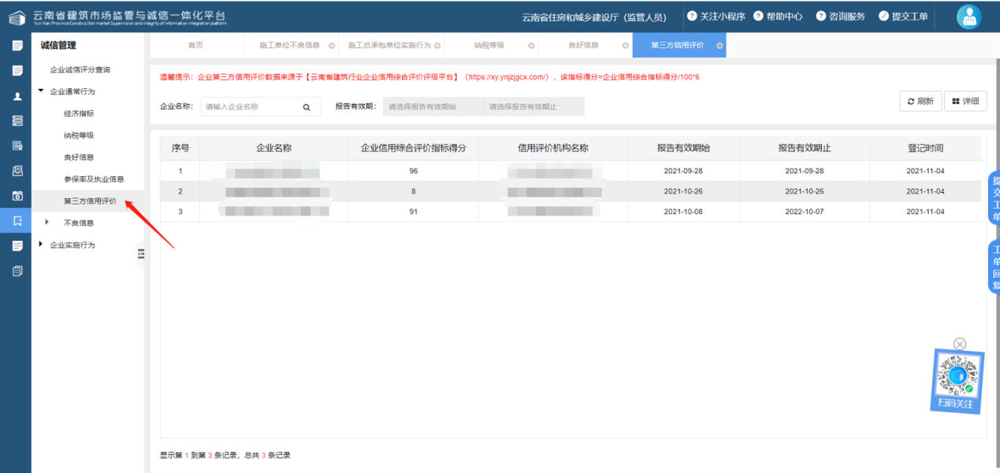 云南省建筑市场监管与诚信一体化平台
Yun Nan Province Construction market Supervision and integrity of information integration platform
云南省住房和城乡建设厅（监管人员）
关注小程序
帮助中心
咨询服务
提交工单
诚信管理
企业诚信评分查询
企业通常行为
经济指标
纳税等级
良好信息
参保率及执业信息
第三方信用评价
不良信息
企业实施行为
首页
施工单位不良信息
施工总承包单位实施行为
纳税等级
良好信息
第三方信用评价
温馨提示：企业第三方信用评价数据来源于【云南省建筑行业企业信用综合评价评级平台】（https://xy.ynjzjgcx.com/），该指标得分=企业信用综合指标得分/100*6
企业名称： 请输入企业名称 报告有效期： 请选择报告有效期始 请选择报告有效期止
刷新 详细
序号 企业名称 企业信用综合评价指标得分 信用评价机构名称 报告有效期始 报告有效期止 登记时间
1 96 2021-09-28 2021-09-28 2021-11-04
2 8 2021-10-26 2021-10-26 2021-11-04
3 91 2021-10-08 2022-10-07 2021-11-04
提交工单
工单回复
扫码关注
显示第 1 到第 3 条记录，总共 3 条记录